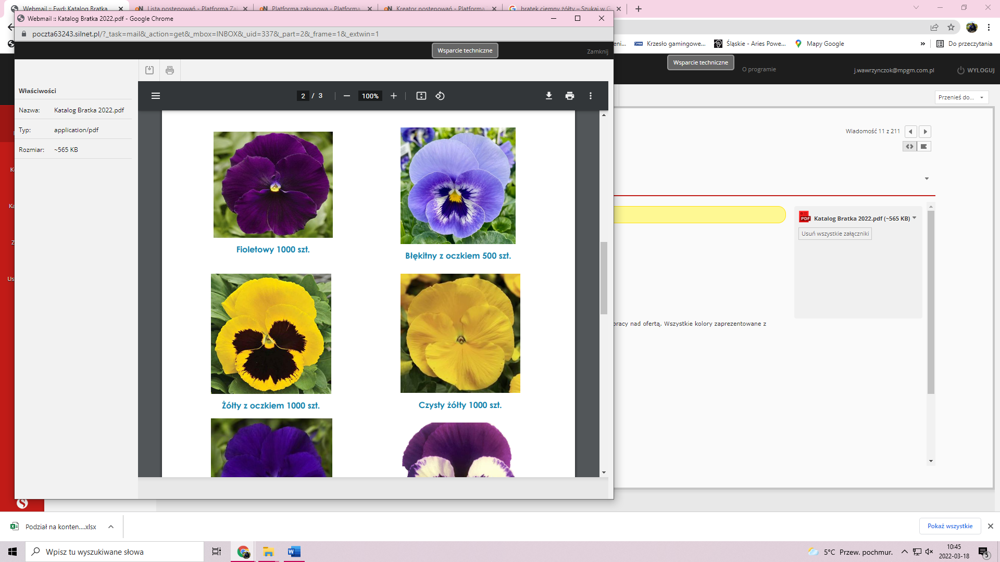 Webmail :: Fwd: Katalog Bratka
Lista postępowań - Platforma Zak
Platforma zakupowa - Platforma
Kreator postępowań - Platforma
bratek ciemny żółty – Szukaj w G
Webmail :: Katalog Bratka 2022.pdf - Google Chrome
poczta63243.silnet.pl/?_task=mail&_action=get&_mbox=INBOX&_uid=337&_part=2&_frame=1&_extwin=1
Krzesło gamingowe...
Śląskie - Aries Powe...
Mapy Google
»
Do przeczytania
Wsparcie techniczne
Zamknij
Wsparcie techniczne
O programie
j.wawrzynczok@mpgm.com.pl
WYLOGUJ
Właściwości
Nazwa: Katalog Bratka 2022.pdf
Typ: application/pdf
Rozmiar: ~565 KB
2 / 3
100%
Przenieś do...
Wiadomość 11 z 211
Fioletowy 1000 szt.
Błękitny z oczkiem 500 szt.
Żółty z oczkiem 1000 szt.
Czysty żółty 1000 szt.
PDF Katalog Bratka 2022.pdf (~565 KB)
Usuń wszystkie załączniki
pracy nad ofertą. Wszystkie kolory zaprezentowane z
Podział na konten....xlsx
Pokaż wszystkie
Wpisz tu wyszukiwane słowa
5°C Przew. pochmur.
10:45
2022-03-18
5